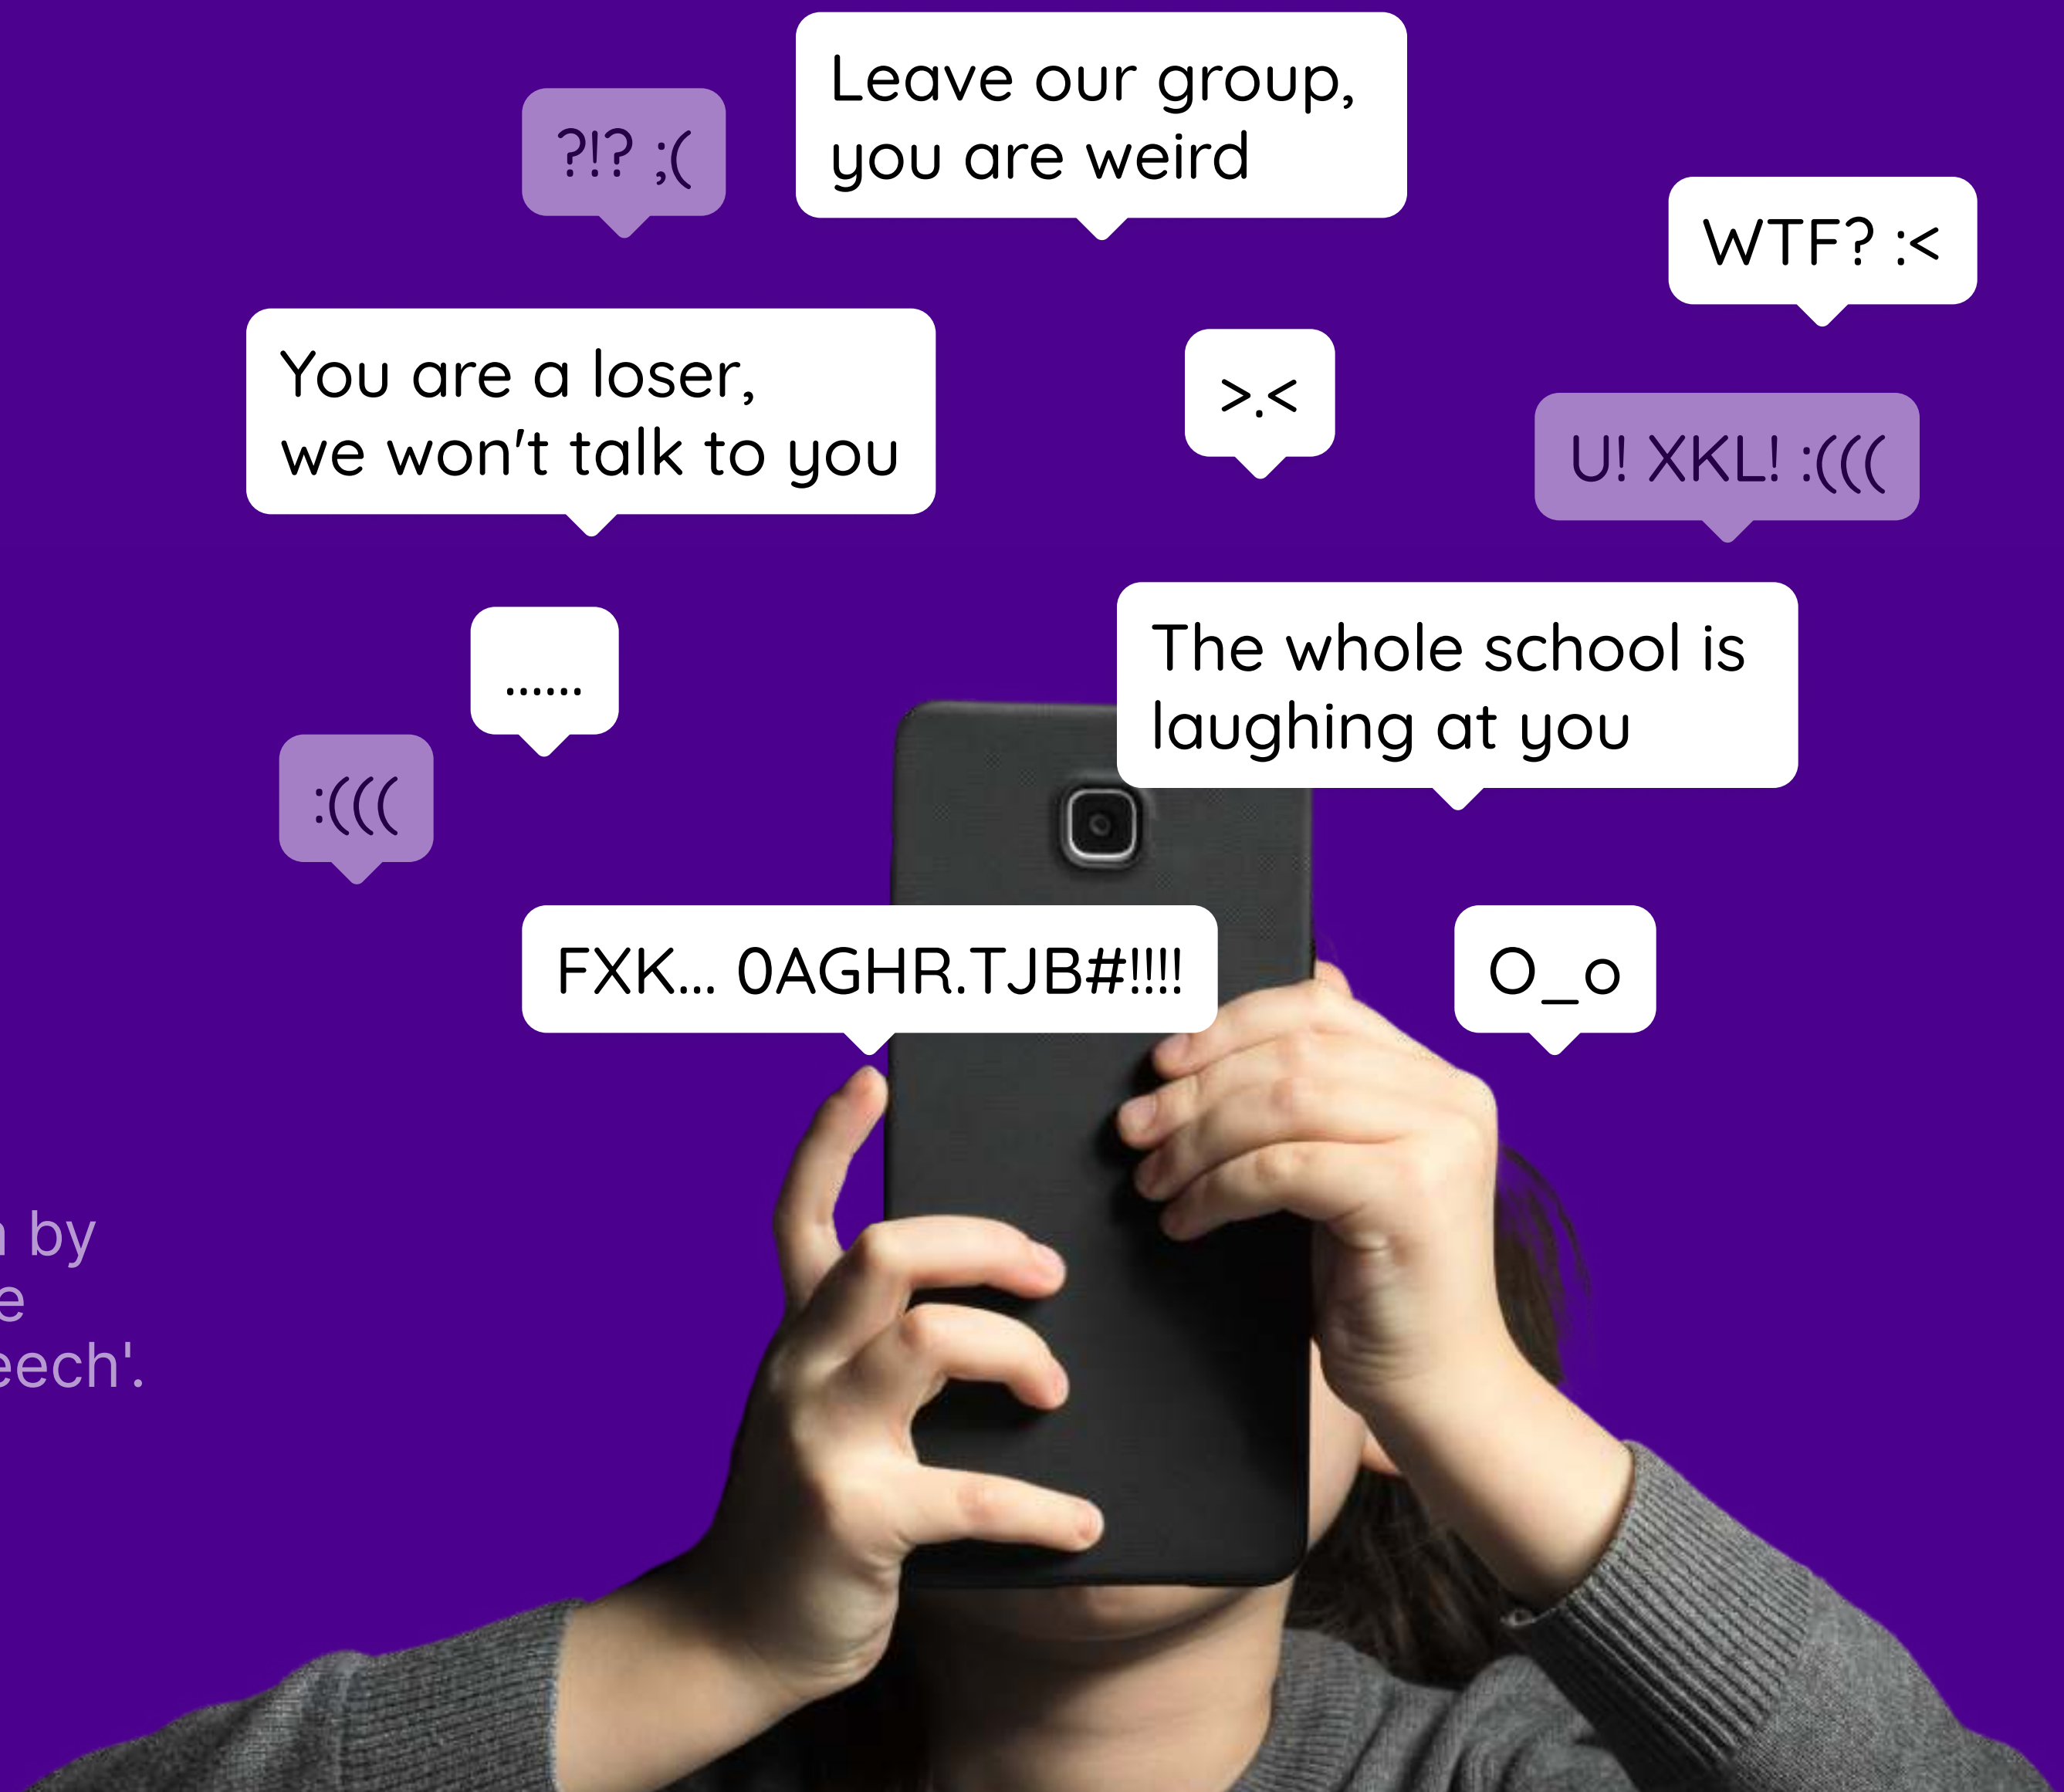 Leave our group,
you are weird
?!? ;(
WTF? :<
You are a loser,
we won't talk to you
>.<
U! XKL! :(((
The whole school is
laughing at you
......
:(((
FXK... 0AGHR.TJB#!!!!
O_o
by